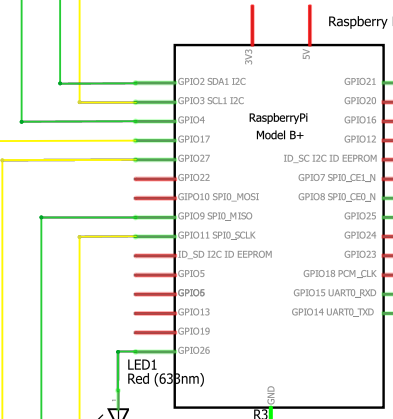 Raspberry
3V3
5V
RaspberryPi
Model B+
GPIO2 SDA1 I2C
GPIO3 SCL1 I2C
GPIO4
GPIO17
GPIO27
GPIO22
GIPO10 SPI0_MOSI
GPIO9 SPI0_MISO
GPIO11 SPI0_SCLK
ID_SD I2C ID EEPROM
GPIO5
GPIO6
GPIO13
GPIO19
GPIO26
GPIO21
GPIO20
GPIO16
GPIO12
ID_SC I2C ID EEPROM
GPIO7 SPI0_CE1_N
GPIO8 SPI0_CE0_N
GPIO25
GPIO24
GPIO23
GPIO18 PCM_CLK
GPIO15 UART0_RXD
GPIO14 UART0_TXD
GND
LED1
Red (633nm)
R3